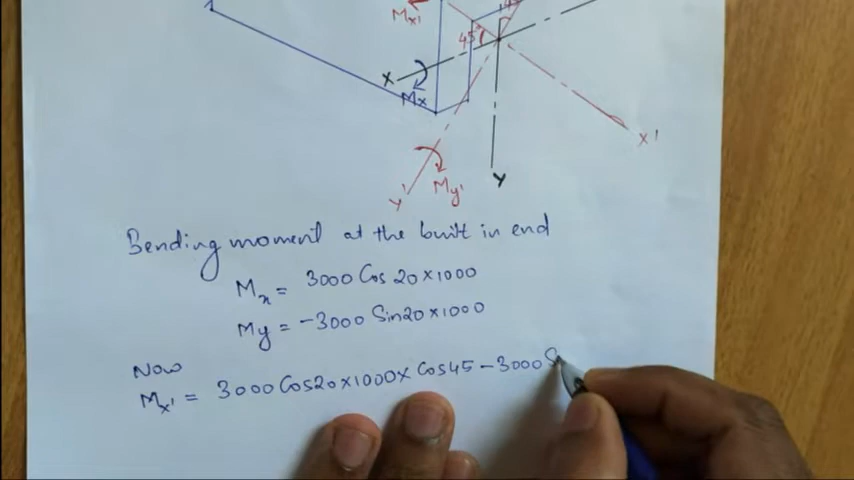 Mx'
45°
X
Mx
X'
My'
Y'
Y
Bending moment at the built in end
Mx = 3000 Cos 20 x 1000
My = -3000 Sin20 x 1000
Now
Mx' = 3000 Cos20 x 1000 x Cos45 - 3000 S